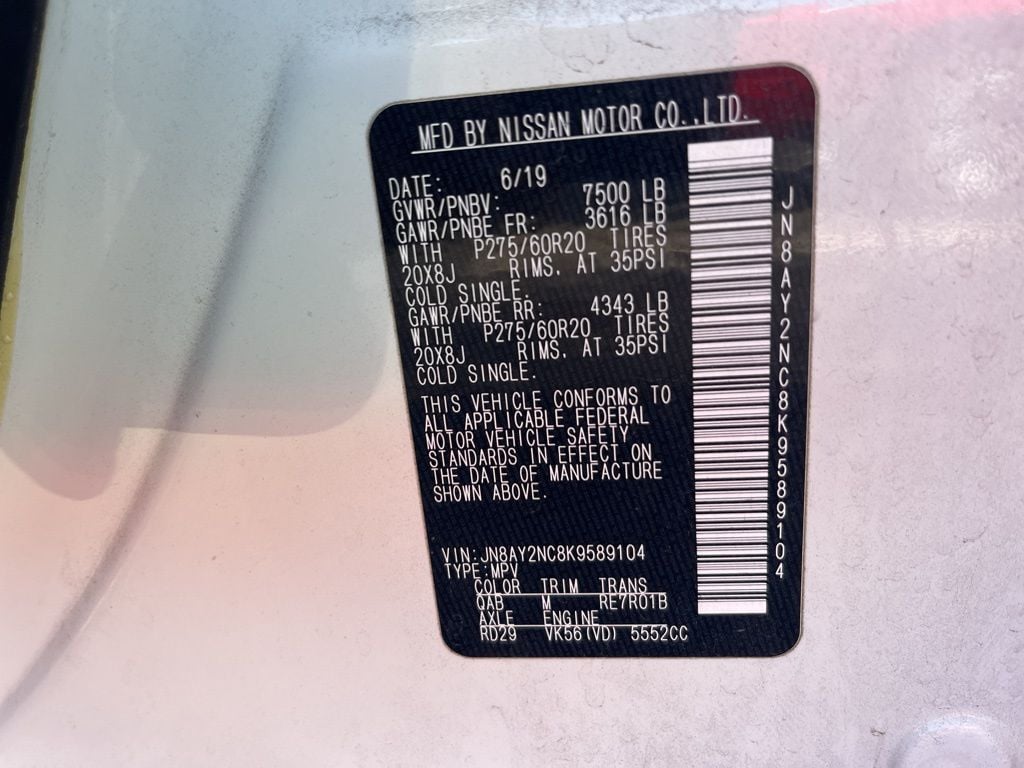 MFD BY NISSAN MOTOR CO.,LTD.
DATE: 6/19
GVWR/PNBV: 7500 LB
GAWR/PNBE FR: 3616 LB
WITH P275/60R20 TIRES
20X8J RIMS, AT 35PSI
COLD SINGLE.
GAWR/PNBE RR: 4343 LB
WITH P275/60R20 TIRES
20X8J RIMS, AT 35PSI
COLD SINGLE.
THIS VEHICLE CONFORMS TO
ALL APPLICABLE FEDERAL
MOTOR VEHICLE SAFETY
STANDARDS IN EFFECT ON
THE DATE OF MANUFACTURE
SHOWN ABOVE.
VIN:JN8AY2NC8K9589104
TYPE:MPV
COLOR TRIM TRANS
QAB M RE7R01B
AXLE ENGINE
RD29 VK56(VD) 5552CC
JN8AY2NC8K9589104